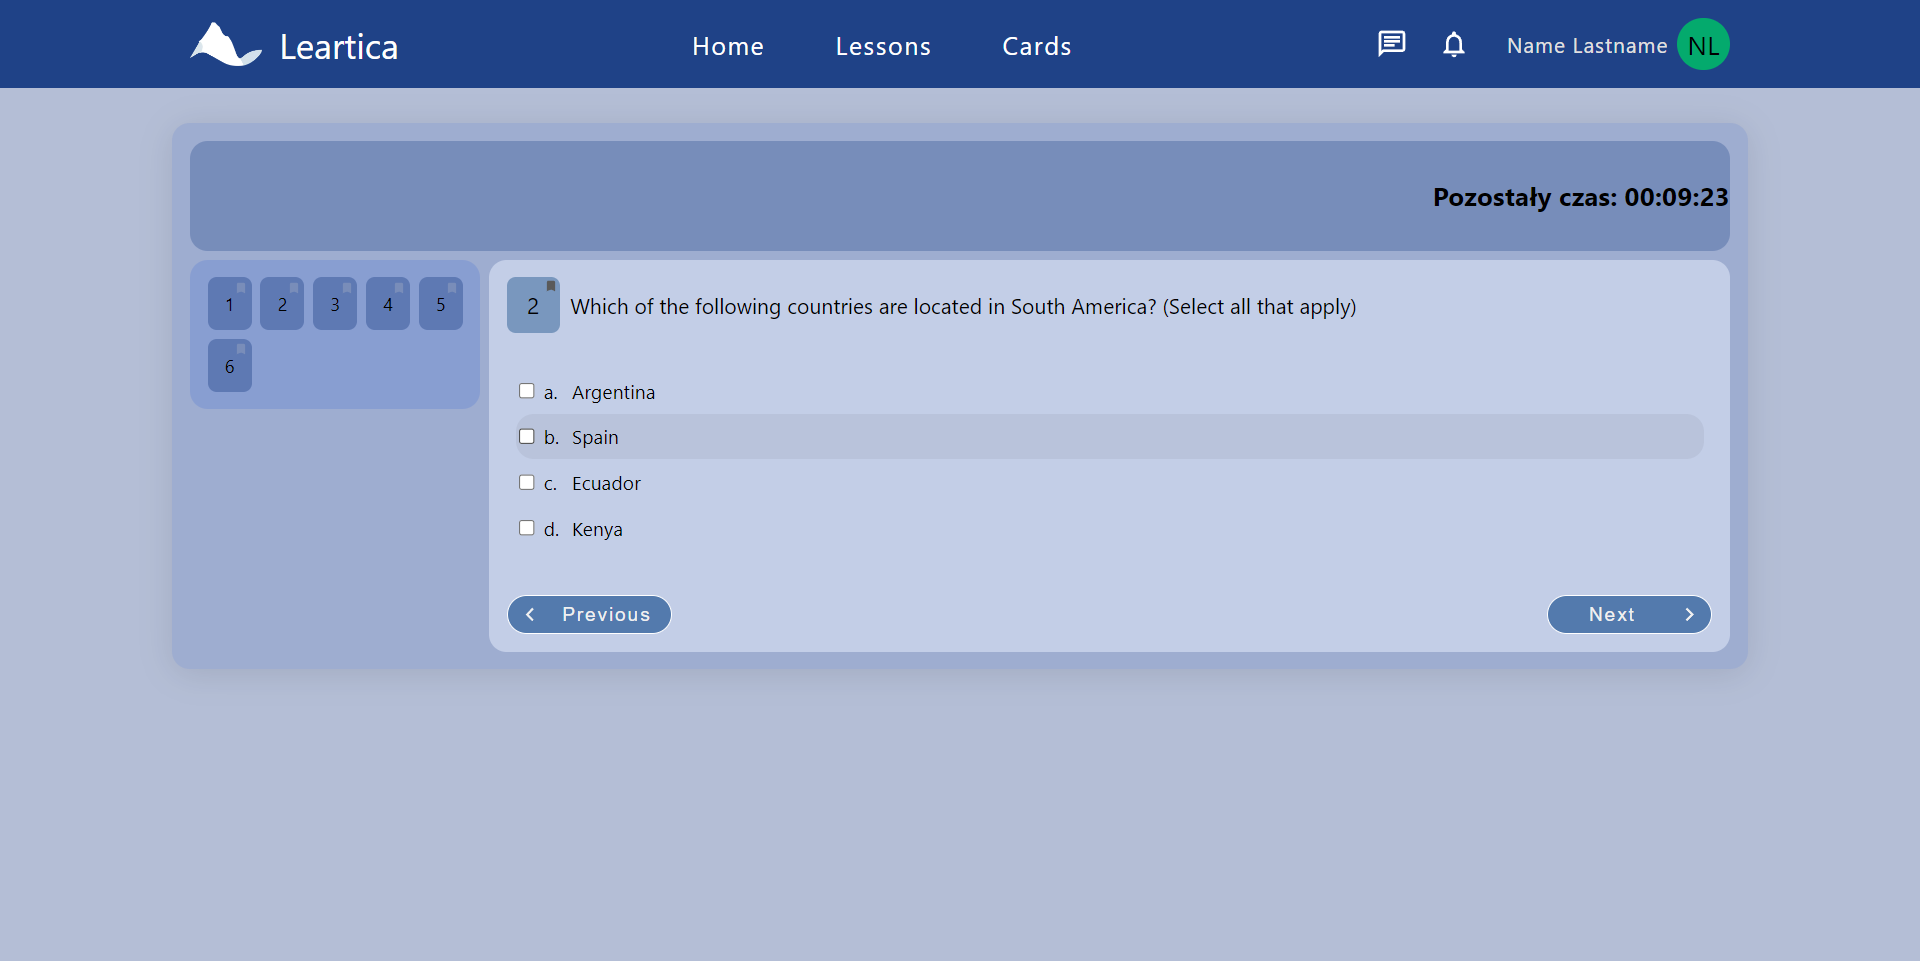 Leartica
Home Lessons Cards
Name Lastname NL
Pozostały czas: 00:09:23
1 2 3 4 5
6
2 Which of the following countries are located in South America? (Select all that apply)
a. Argentina
b. Spain
c. Ecuador
d. Kenya
Previous Next